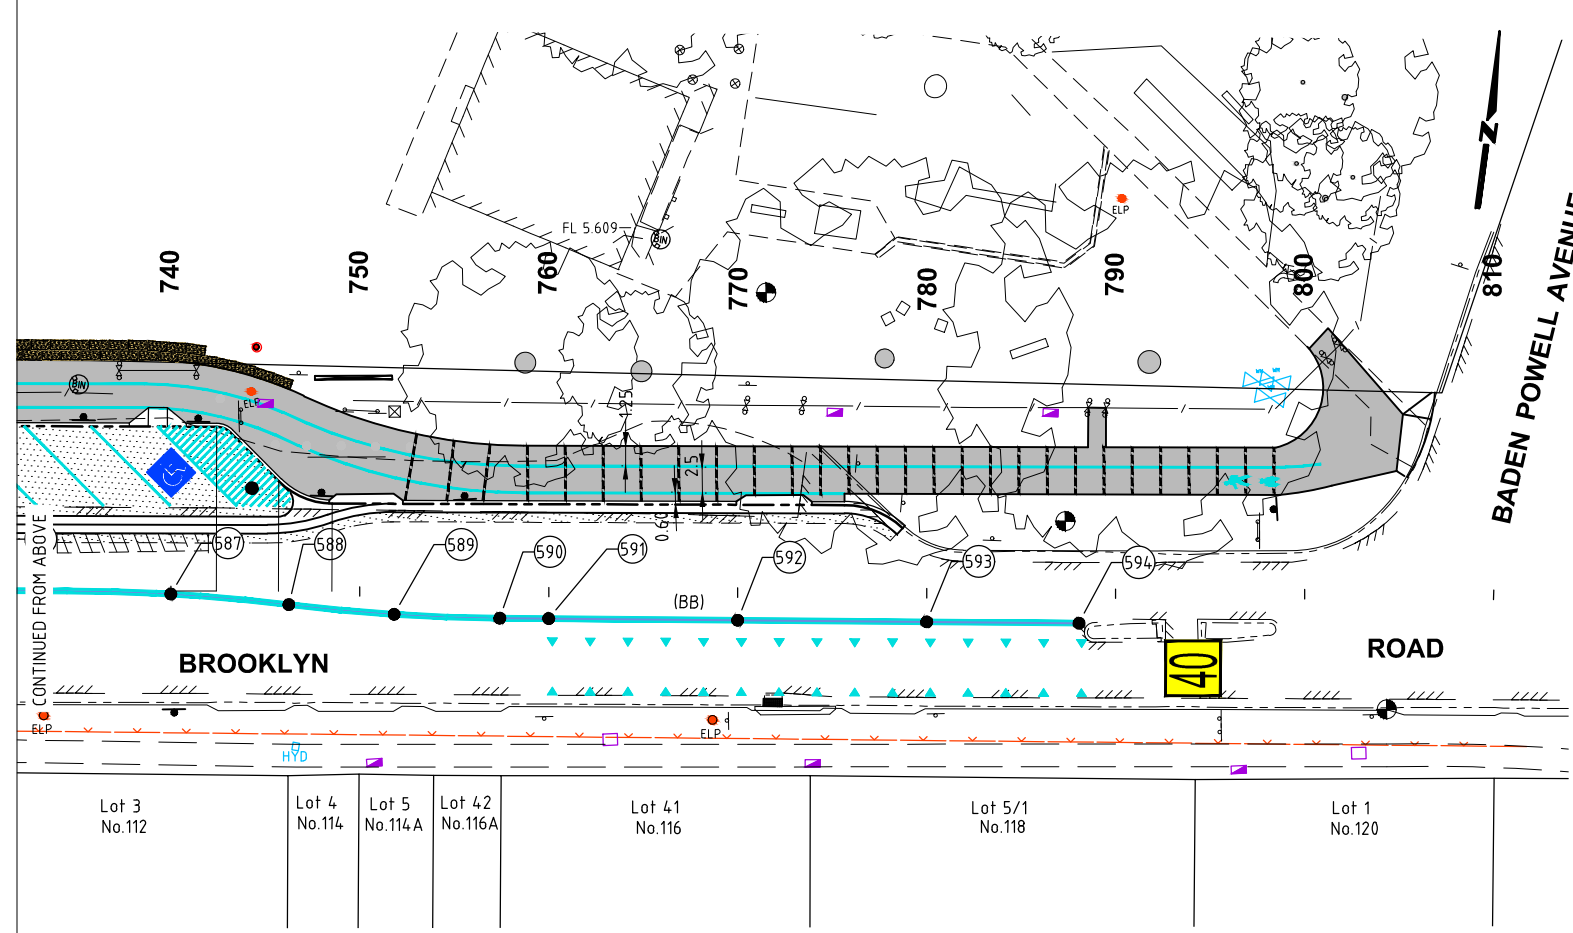 N
ELP
FL 5.609
BIN
740
750
760
770
780
790
800
810
BADEN POWELL AVENUE
BIN
ELP
1.25
2.5
0.60
CONTINUED FROM ABOVE
587
588
589
590
591
592
593
594
(BB)
BROOKLYN
ROAD
40
ELP
ELP
HYD
Lot 3
No.112
Lot 4
No.114
Lot 5
No.114A
Lot 42
No.116A
Lot 41
No.116
Lot 5/1
No.118
Lot 1
No.120